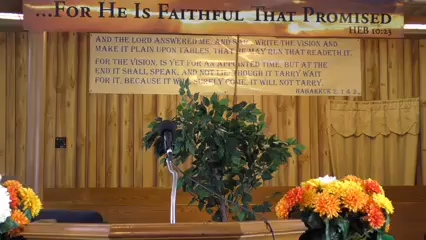 ...For He Is Faithful That Promised
HEB 10:23
AND THE LORD ANSWERED ME, AND SAID, WRITE THE VISION AND
MAKE IT PLAIN UPON TABLES, THAT HE MAY RUN THAT READETH IT.
FOR THE VISION, IS YET FOR AN APPOINTED TIME, BUT AT THE
END IT SHALL SPEAK, AND NOT LIE: THOUGH IT TARRY WAIT
FOR IT, BECAUSE IT WILL SURELY COME, IT WILL NOT TARRY.
HABAKKUK 2:1 & 2